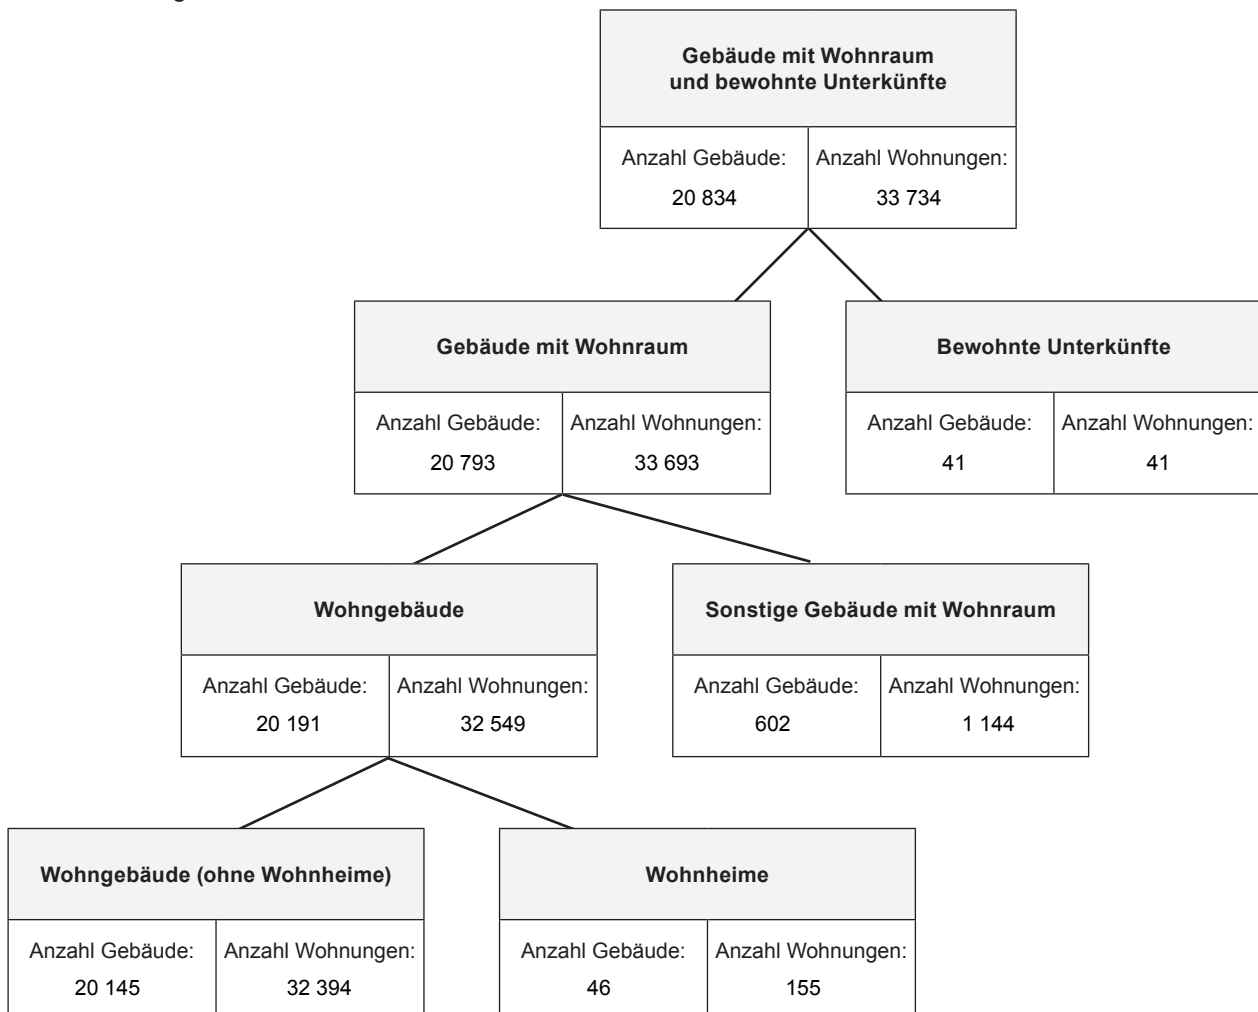 Gebäude mit Wohnraum
und bewohnte Unterkünfte
Anzahl Gebäude: Anzahl Wohnungen:
20 834 33 734
Gebäude mit Wohnraum
Anzahl Gebäude: Anzahl Wohnungen:
20 793 33 693
Bewohnte Unterkünfte
Anzahl Gebäude: Anzahl Wohnungen:
41 41
Wohngebäude
Anzahl Gebäude: Anzahl Wohnungen:
20 191 32 549
Sonstige Gebäude mit Wohnraum
Anzahl Gebäude: Anzahl Wohnungen:
602 1 144
Wohngebäude (ohne Wohnheime)
Anzahl Gebäude: Anzahl Wohnungen:
20 145 32 394
Wohnheime
Anzahl Gebäude: Anzahl Wohnungen:
46 155